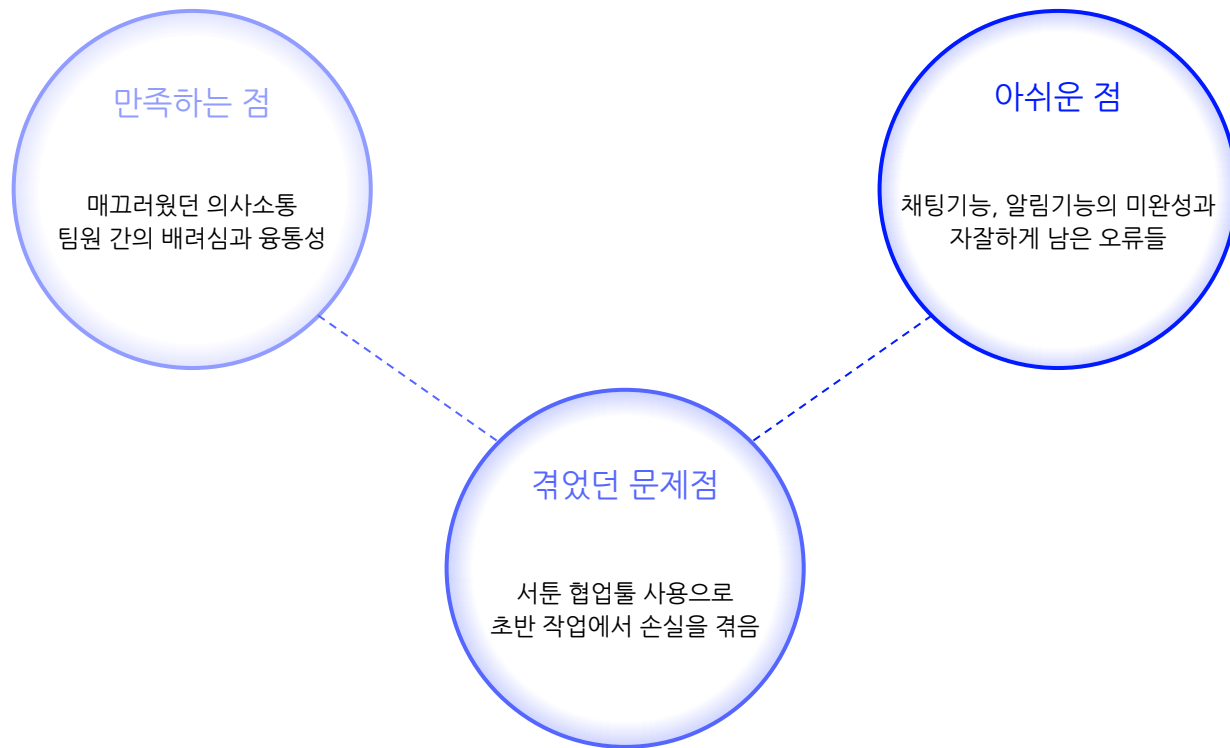 만족하는 점
매끄러웠던 의사소통
팀원 간의 배려심과 융통성
아쉬운 점
채팅기능, 알림기능의 미완성과
자잘하게 남은 오류들
겪었던 문제점
서툰 협업툴 사용으로
초반 작업에서 손실을 겪음